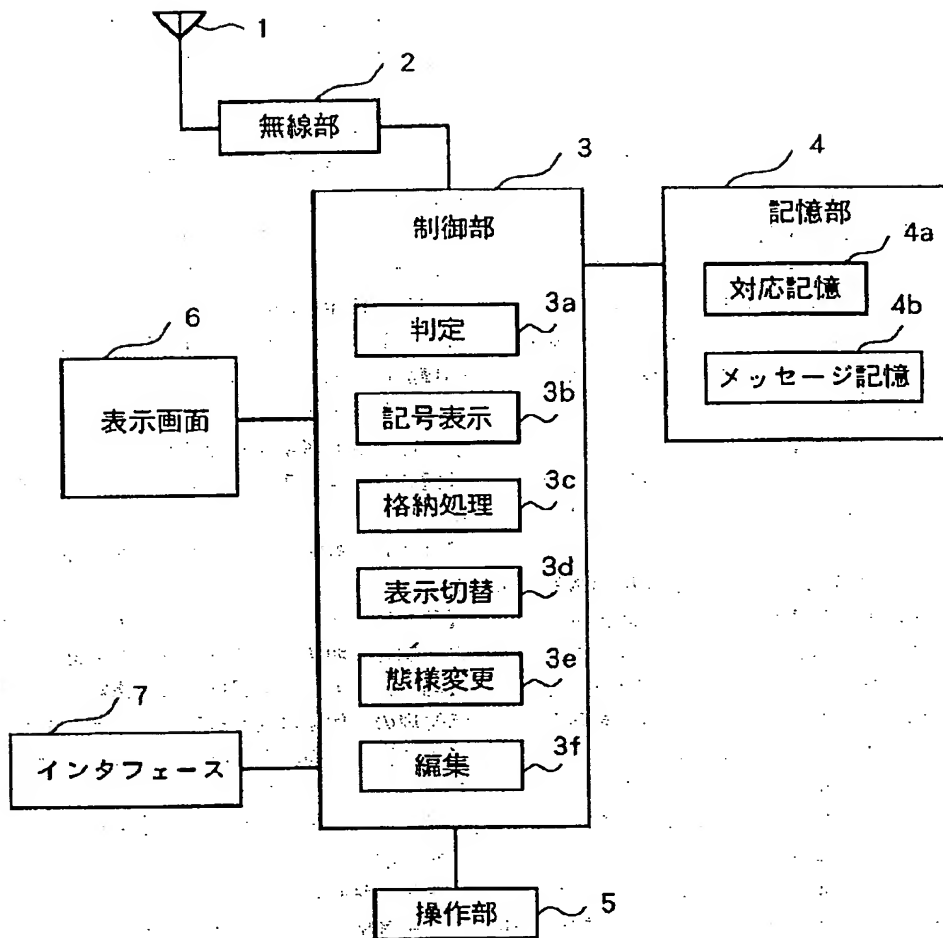 1
2
無線部
3
制御部
3a
判定
3b
記号表示
3c
格納処理
3d
表示切替
3e
態様変更
3f
編集
4
記憶部
4a
対応記憶
4b
メッセージ記憶
6
表示画面
7
インタフェース
5
操作部